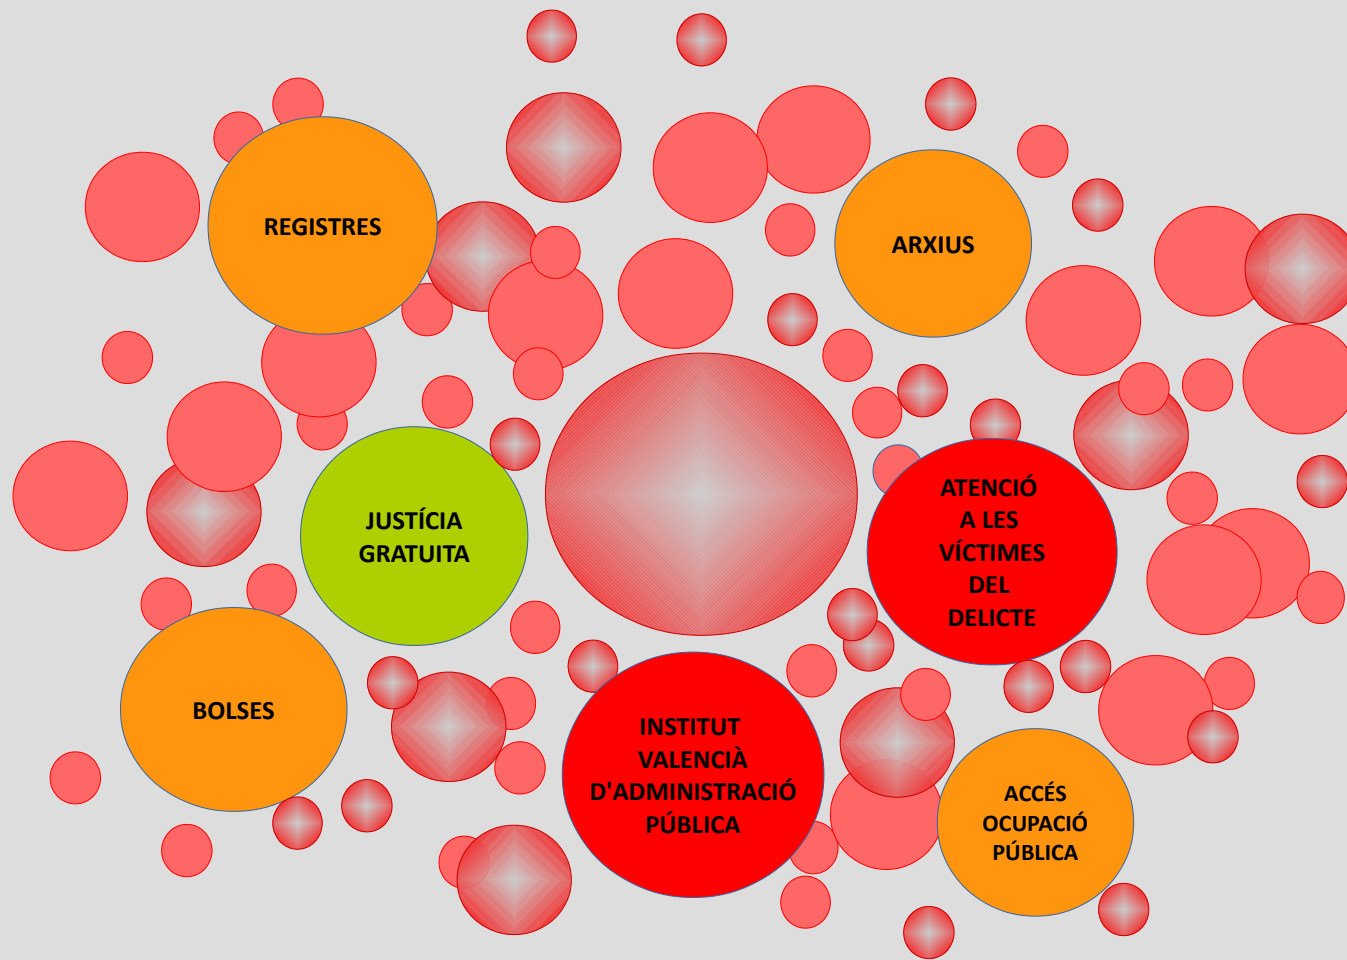 REGISTRES
ARXIUS
JUSTÍCIA
GRATUITA
ATENCIÓ
A LES
VÍCTIMES
DEL
DELICTE
BOLSES
INSTITUT
VALENCIÀ
D'ADMINISTRACIÓ
PÚBLICA
ACCÉS
OCUPACIÓ
PÚBLICA